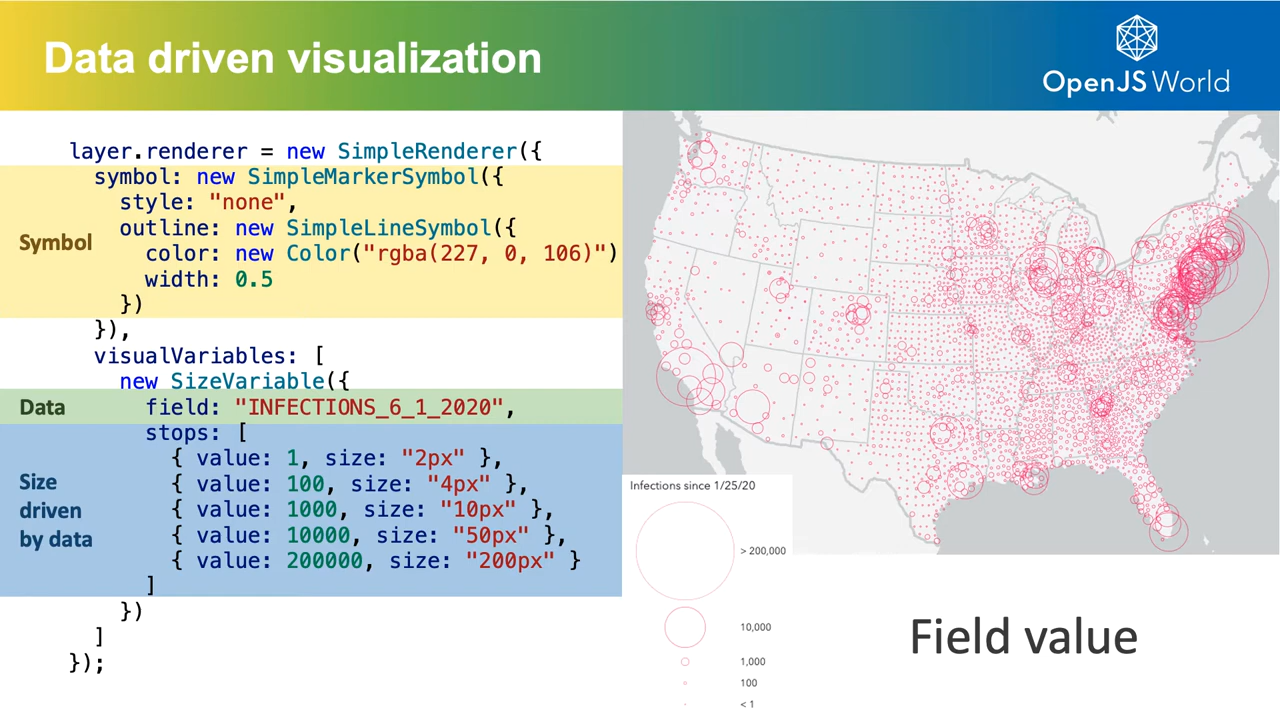 Data driven visualization
OpenJS World
layer.renderer = new SimpleRenderer({
symbol: new SimpleMarkerSymbol({
style: "none",
outline: new SimpleLineSymbol({
Symbol
color: new Color("rgba(227, 0, 106)")
width: 0.5
})
}),
visualVariables: [
new SizeVariable({
Data
field: "INFECTIONS_6_1_2020",
stops: [
{ value: 1, size: "2px" },
Size
driven
by data
{ value: 100, size: "4px" },
{ value: 1000, size: "10px" },
{ value: 10000, size: "50px" },
{ value: 200000, size: "200px" }
]
})
]
});
Infections since 1/25/20
> 200,000
10,000
1,000
100
< 1
Field value